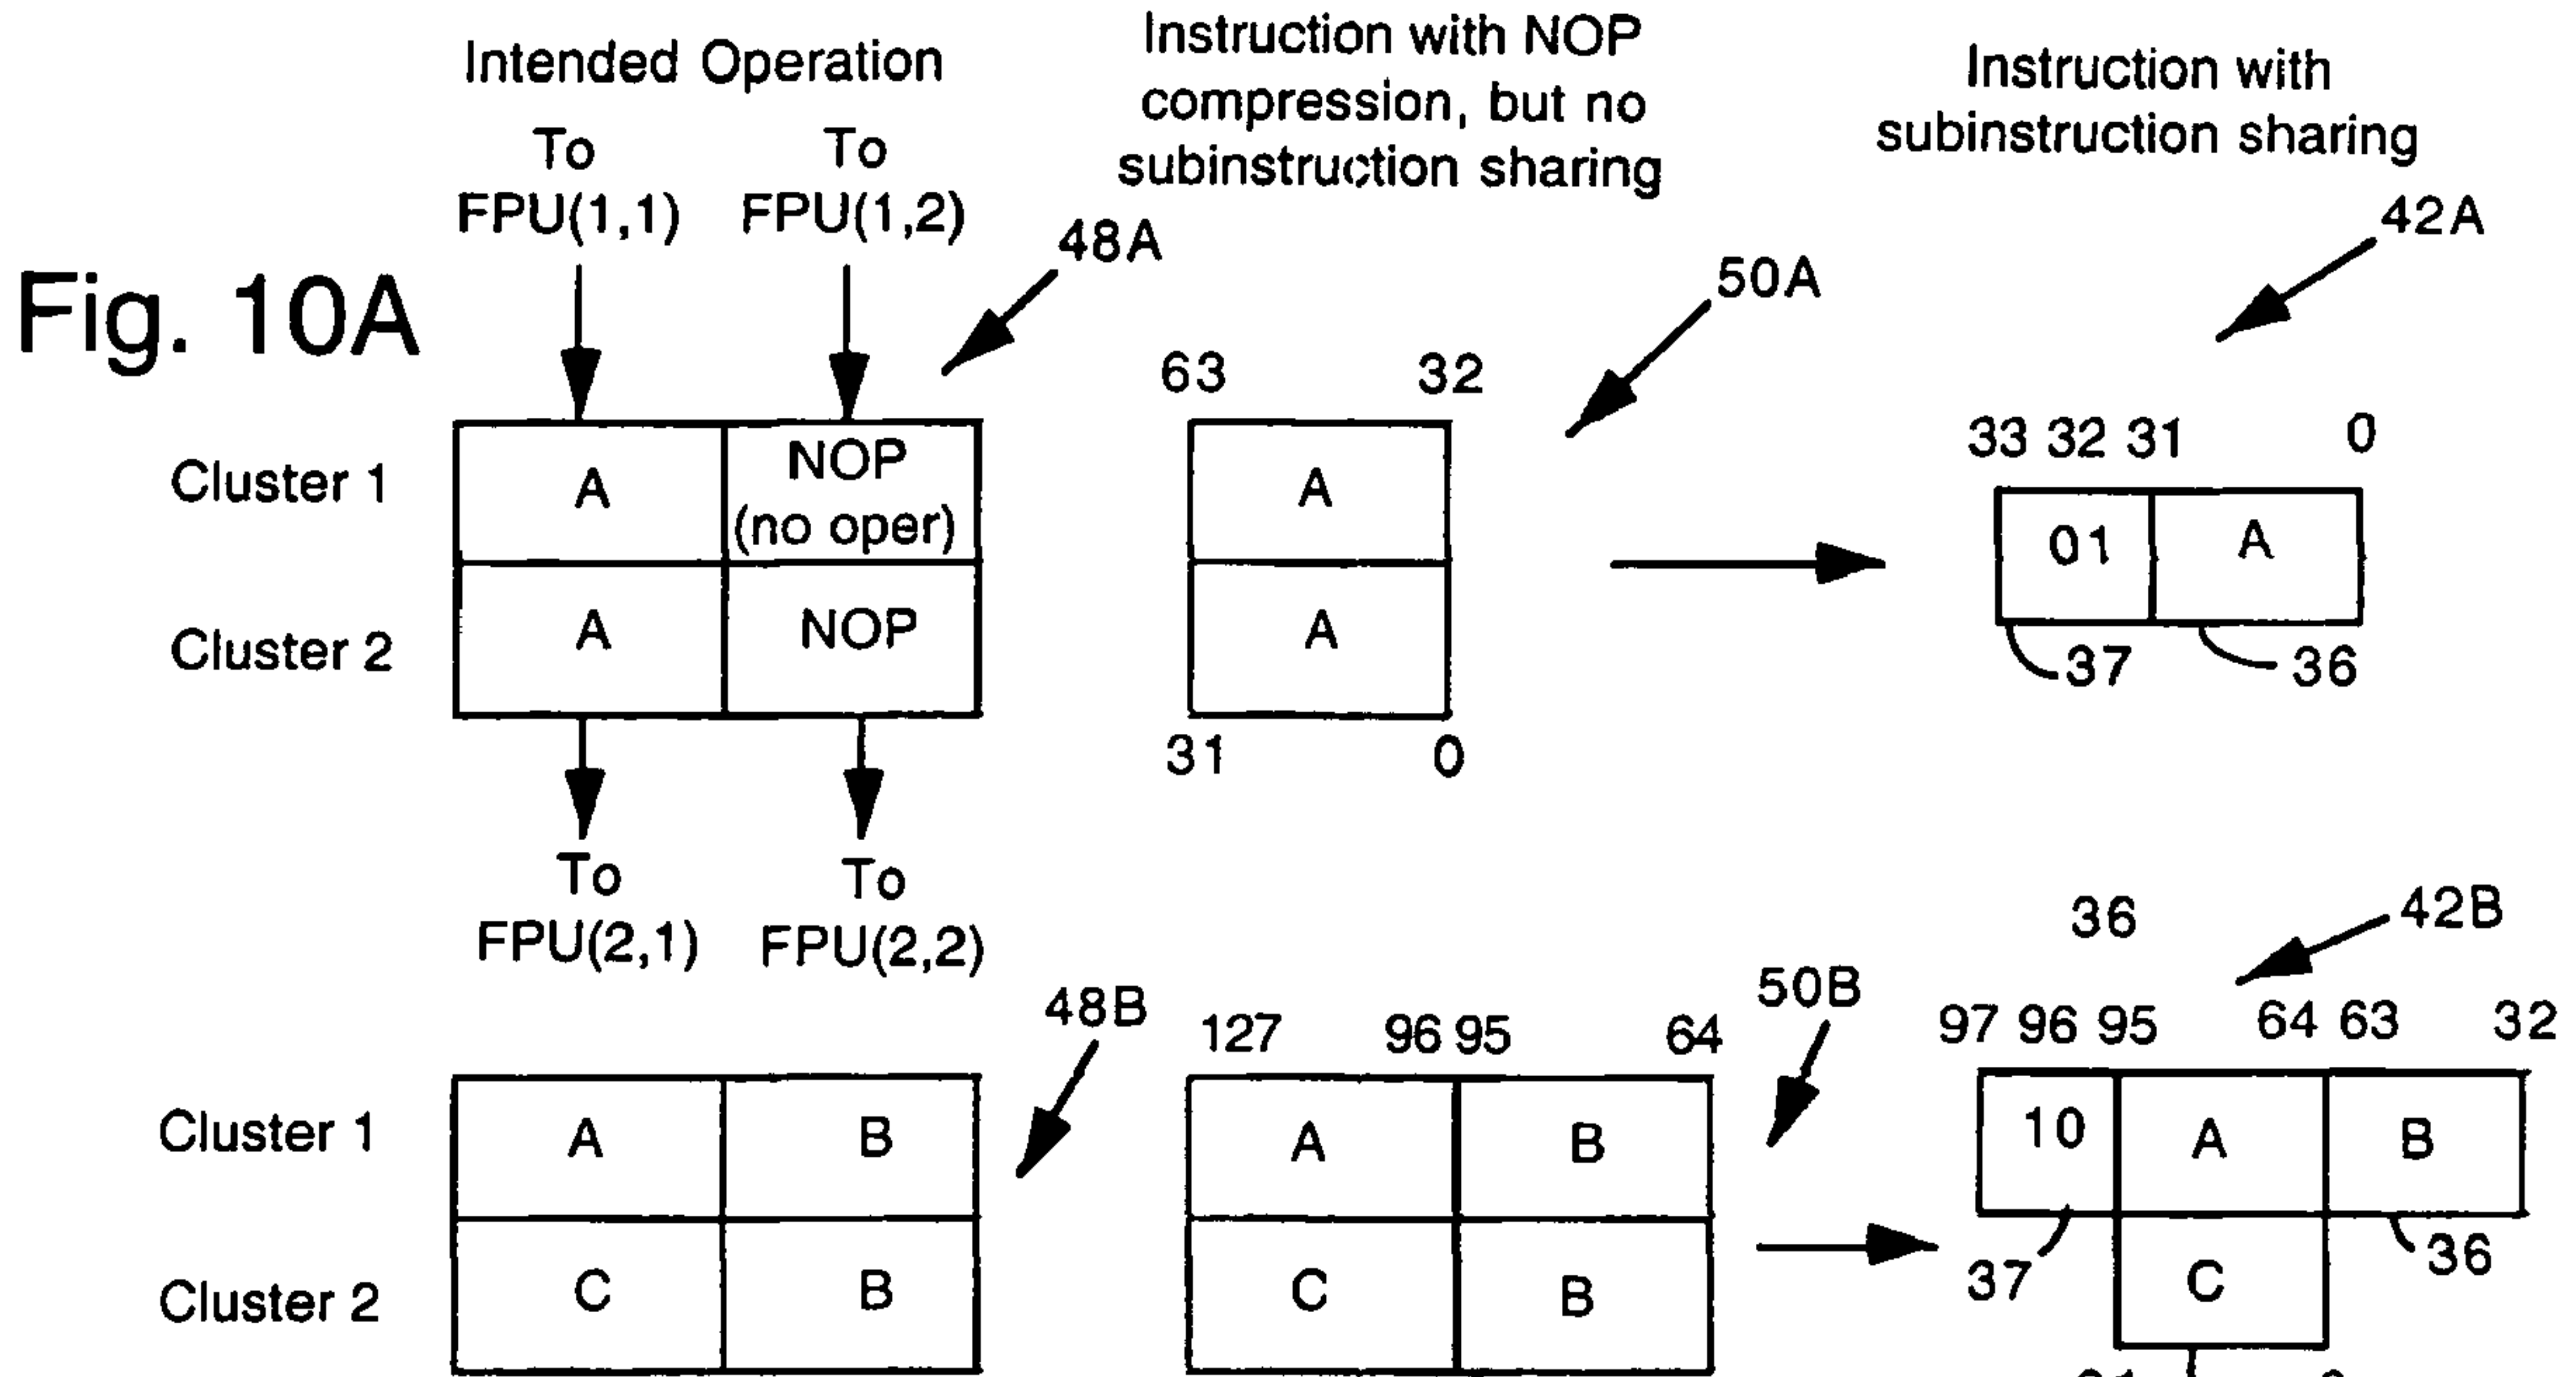 Intended Operation
Instruction with NOP
compression, but no
subinstruction sharing
Instruction with
subinstruction sharing
To To
FPU(1,1) FPU(1,2)
48A
50A
42A
Fig. 10A
63 32
33 32 31 0
Cluster 1
A
NOP
(no oper)
A
01 A
Cluster 2
A NOP
A
37 36
31 0
To To
FPU(2,1) FPU(2,2)
36
42B
48B
50B
127 96 95 64
97 96 95 64 63 32
Cluster 1
A B
A B
10 A B
37 36
Cluster 2
C B
C B
C